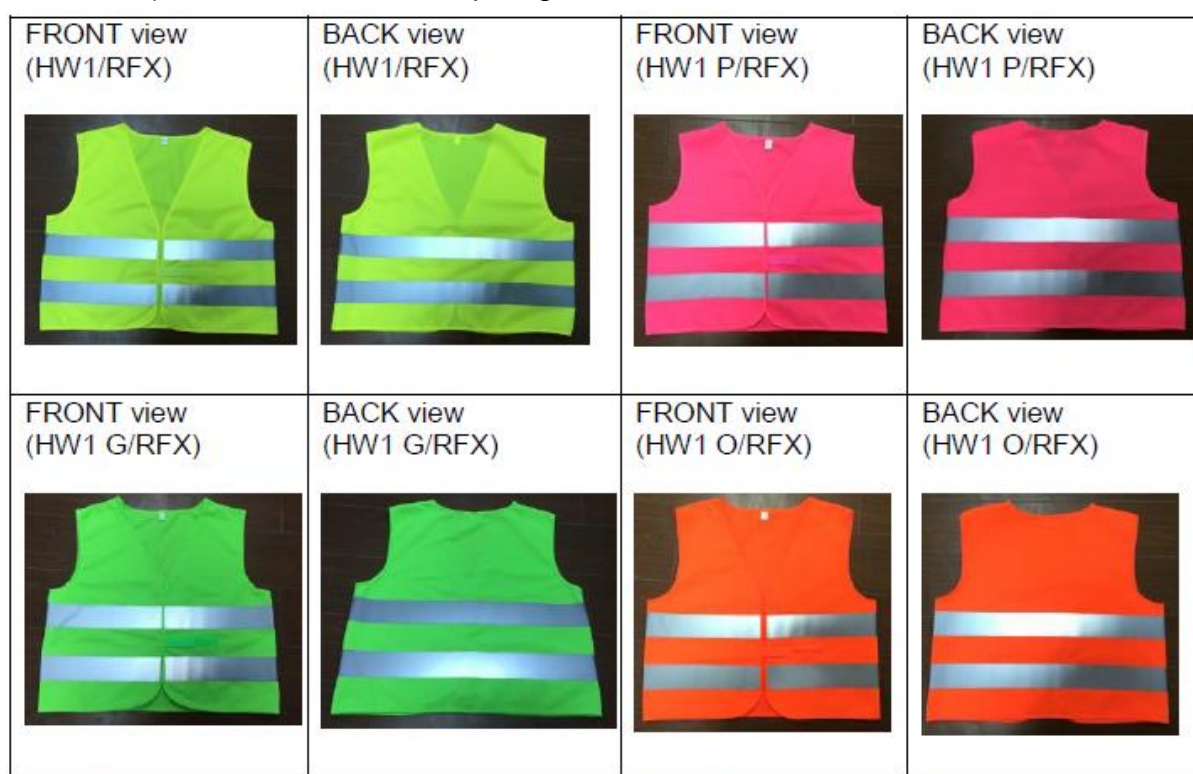 FRONT view
(HW1/RFX)
BACK view
(HW1/RFX)
FRONT view
(HW1 P/RFX)
BACK view
(HW1 P/RFX)
FRONT view
(HW1 G/RFX)
BACK view
(HW1 G/RFX)
FRONT view
(HW1 O/RFX)
BACK view
(HW1 O/RFX)